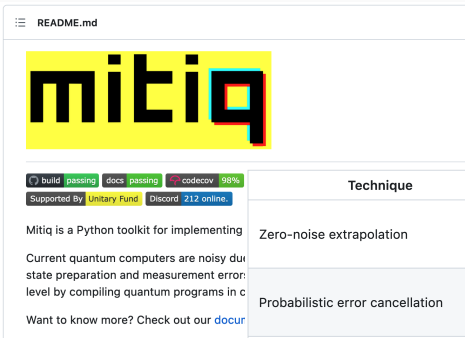 README.md
mitiq
build passing docs passing codecov 98%
Supported By Unitary Fund Discord 212 online.
Mitiq is a Python toolkit for implementing
Current quantum computers are noisy due
state preparation and measurement errors
level by compiling quantum programs in c
Want to know more? Check out our docum
Technique
Zero-noise extrapolation
Probabilistic error cancellation